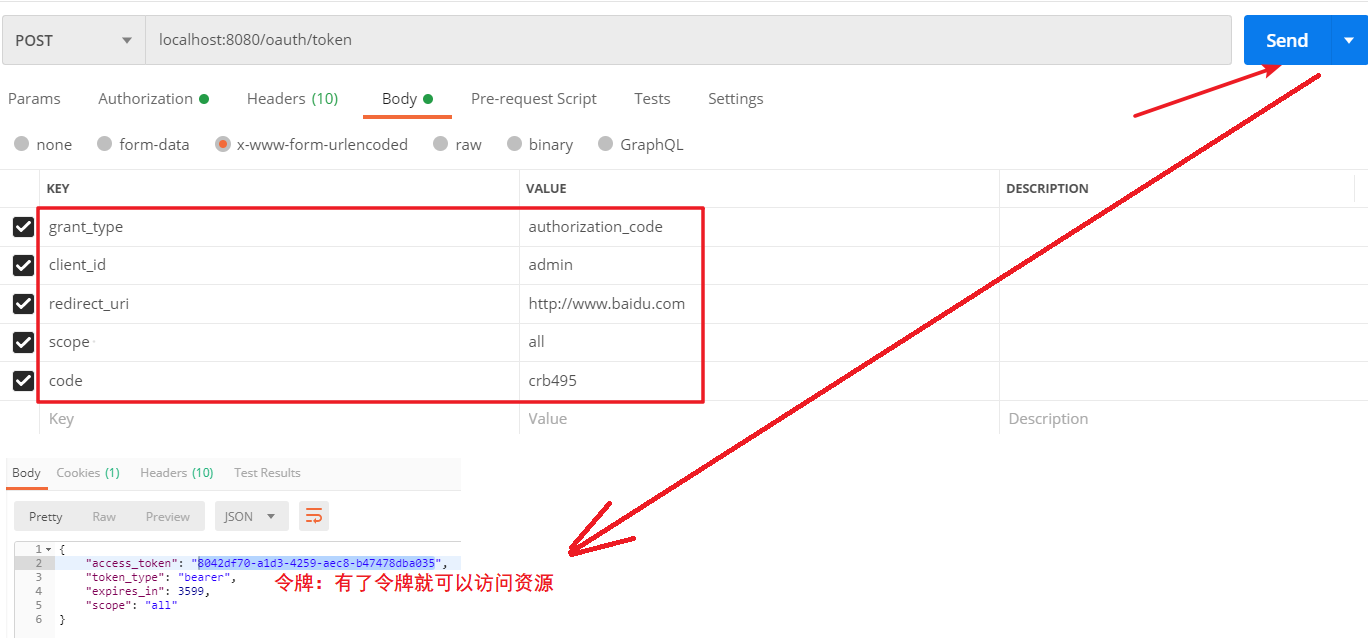 POST localhost:8080/oauth/token Send
Params Authorization Headers (10) Body Pre-request Script Tests Settings
none form-data x-www-form-urlencoded raw binary GraphQL
KEY VALUE DESCRIPTION
grant_type authorization_code
client_id admin
redirect_uri http://www.baidu.com
scope all
code crb495
Key Value Description
Body Cookies (1) Headers (10) Test Results
Pretty Raw Preview JSON
1 {
2 "access_token": "8042df70-a1d3-4259-aec8-b47478dba035",
3 "token_type": "bearer",
令牌：有了令牌就可以访问资源
4 "expires_in": 3599,
5 "scope": "all"
6 }